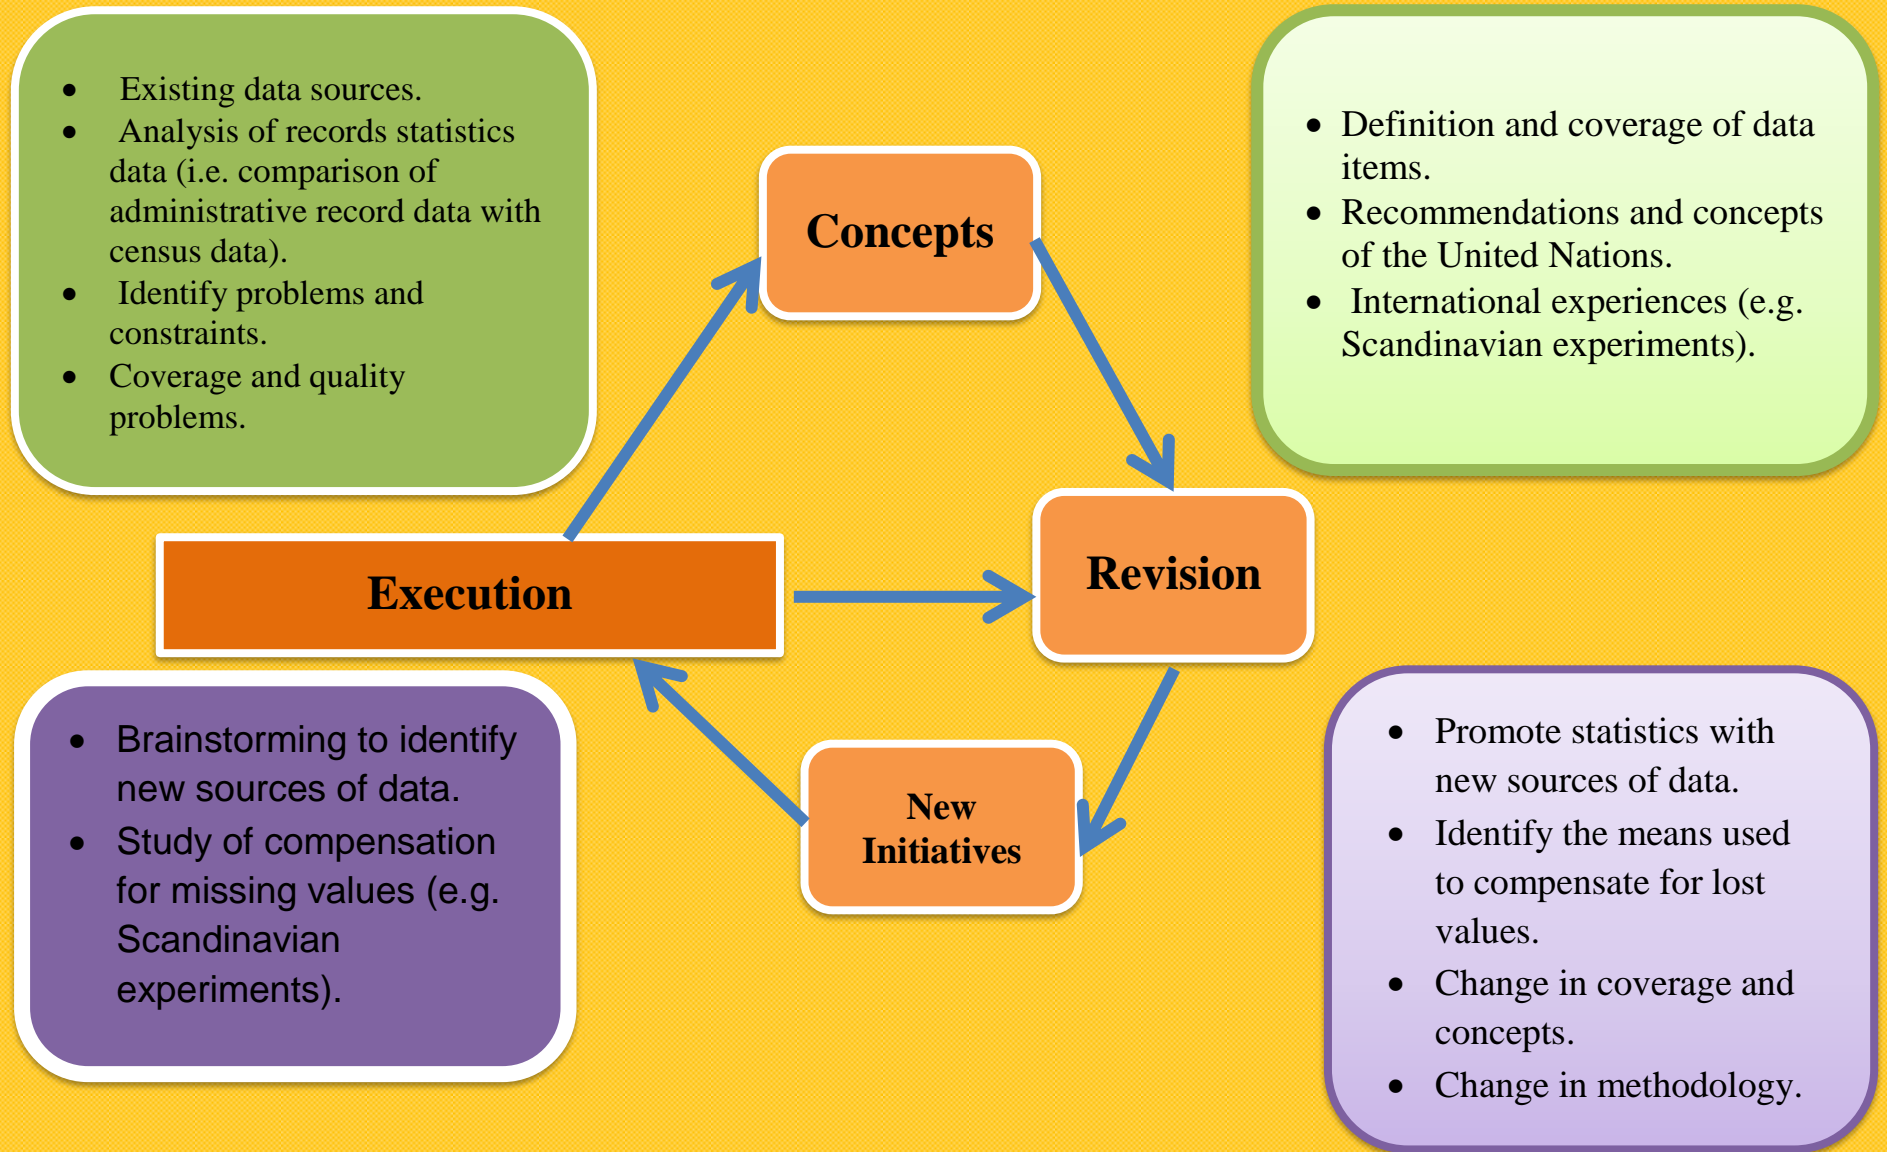 • Existing data sources.
• Analysis of records statistics
data (i.e. comparison of
administrative record data with
census data).
• Identify problems and
constraints.
• Coverage and quality
problems.
Concepts
• Definition and coverage of data
items.
• Recommendations and concepts
of the United Nations.
• International experiences (e.g.
Scandinavian experiments).
Execution
Revision
• Brainstorming to identify
new sources of data.
• Study of compensation
for missing values (e.g.
Scandinavian
experiments).
New
Initiatives
• Promote statistics with
new sources of data.
• Identify the means used
to compensate for lost
values.
• Change in coverage and
concepts.
• Change in methodology.